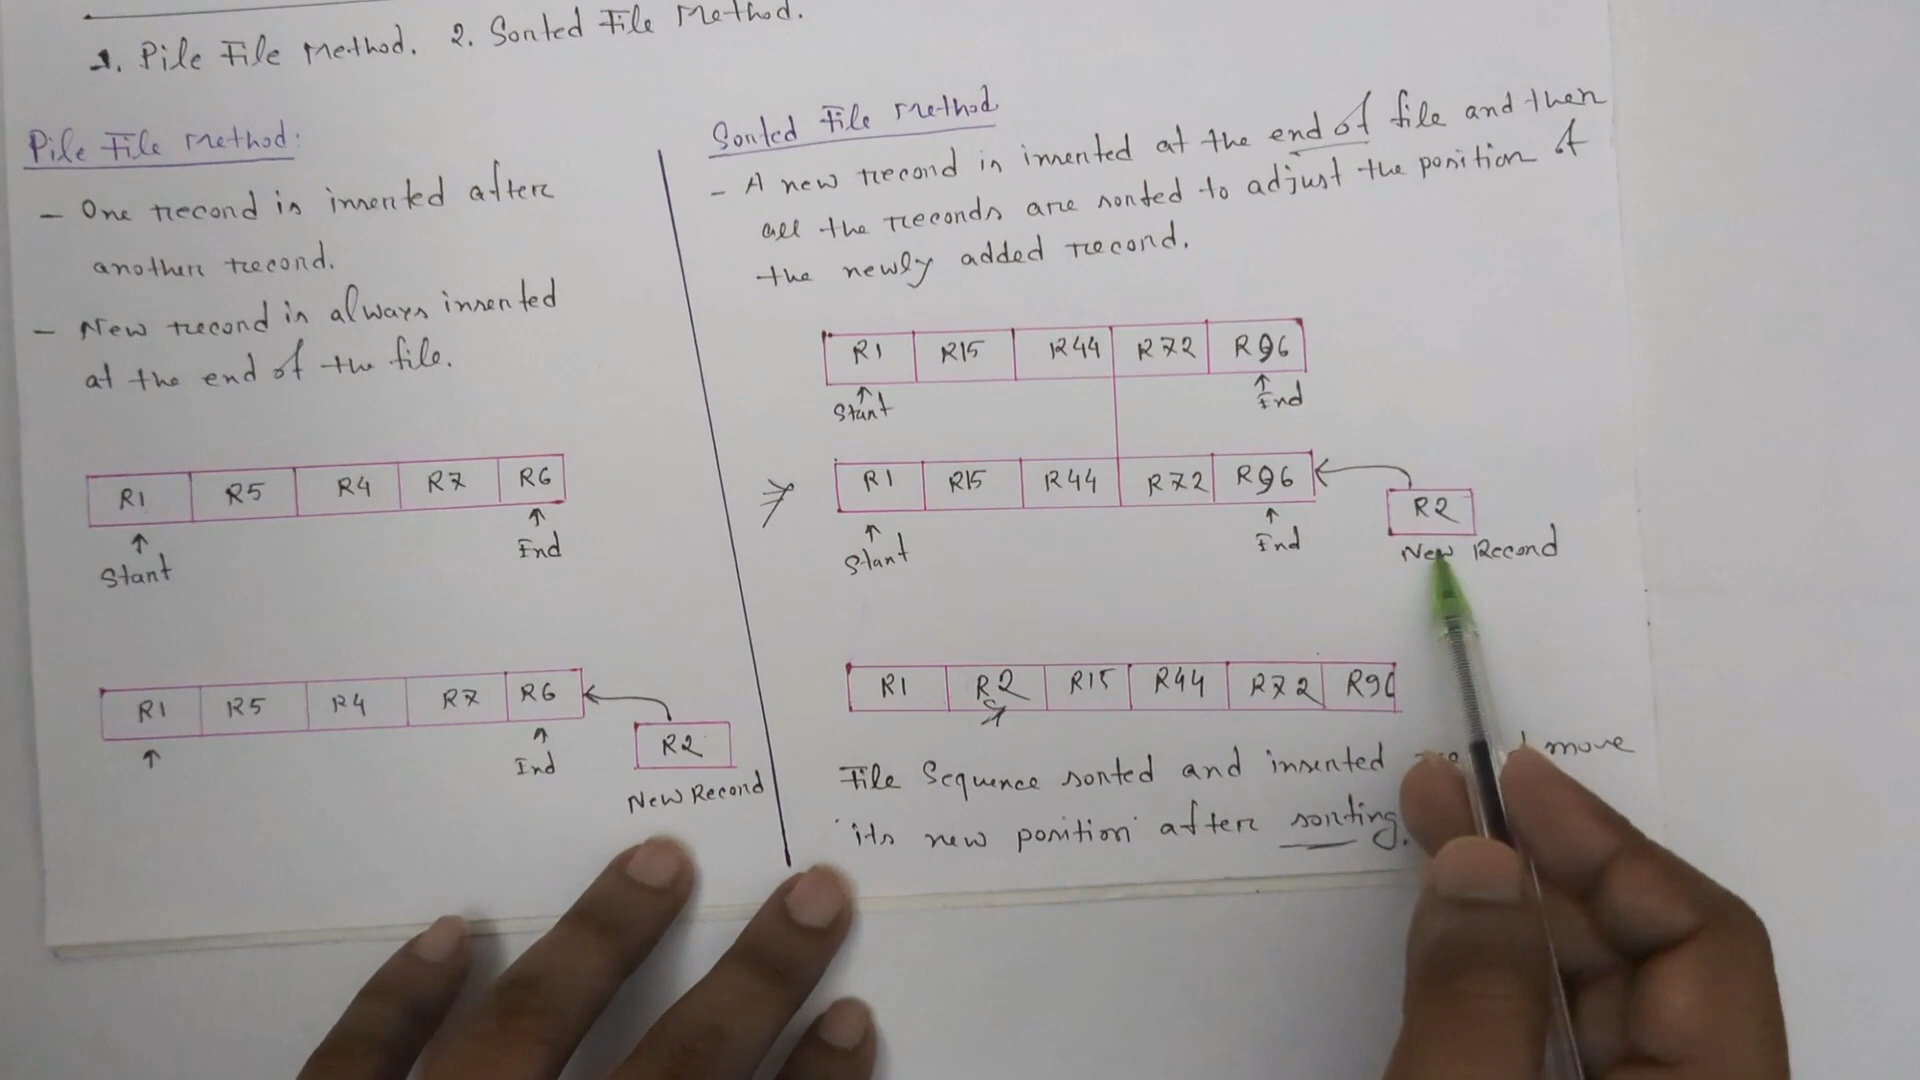 1. Pile File Method. 2. Sorted File Method.
Pile File Method:
- One record is inserted after
another record.
- New record is always inserted
at the end of the file.
R1 R5 R4 R7 R6
Start End
R1 R5 R4 R7 R6
End
R2
New Record
Sorted File Method
- A new record is inserted at the end of file and then
all the records are sorted to adjust the position of
the newly added record.
R1 R15 R44 R72 R96
Start End
R1 R15 R44 R72 R96
R2
Start End
New Record
R1 R2 R15 R44 R72 R96
File Sequence sorted and inserted move
its new position after sorting.